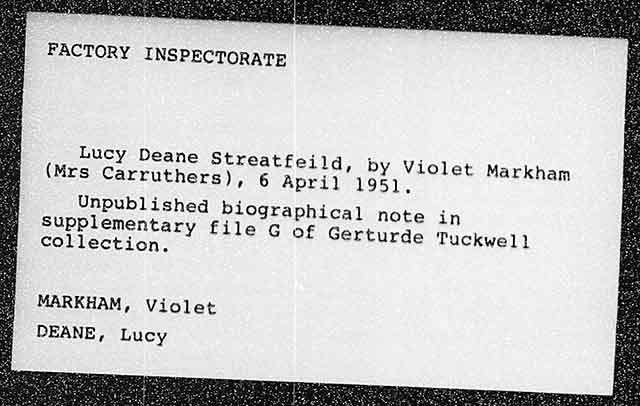 FACTORY INSPECTORATE
Lucy Deane Streatfeild, by Violet Markham
(Mrs Carruthers), 6 April 1951.
Unpublished biographical note in
supplementary file G of Gerturde Tuckwell
collection.
MARKHAM, Violet
DEANE, Lucy